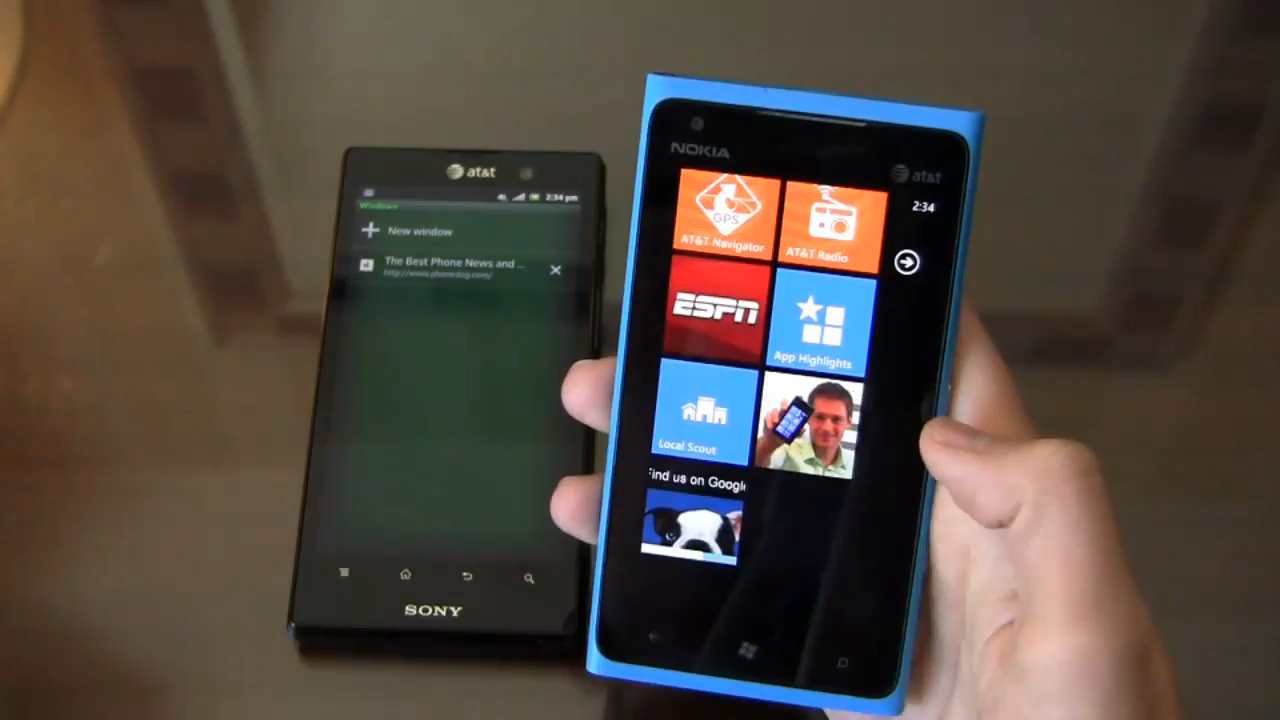 at&t
2:34 pm
Windows
New window
The Best Phone News and ...
http://www.phonedog.com/
SONY
NOKIA
at&t
2:34
GPS
AT&T Navigator
AT&T Radio
ESPN
App Highlights
Local Scout
Find us on Google